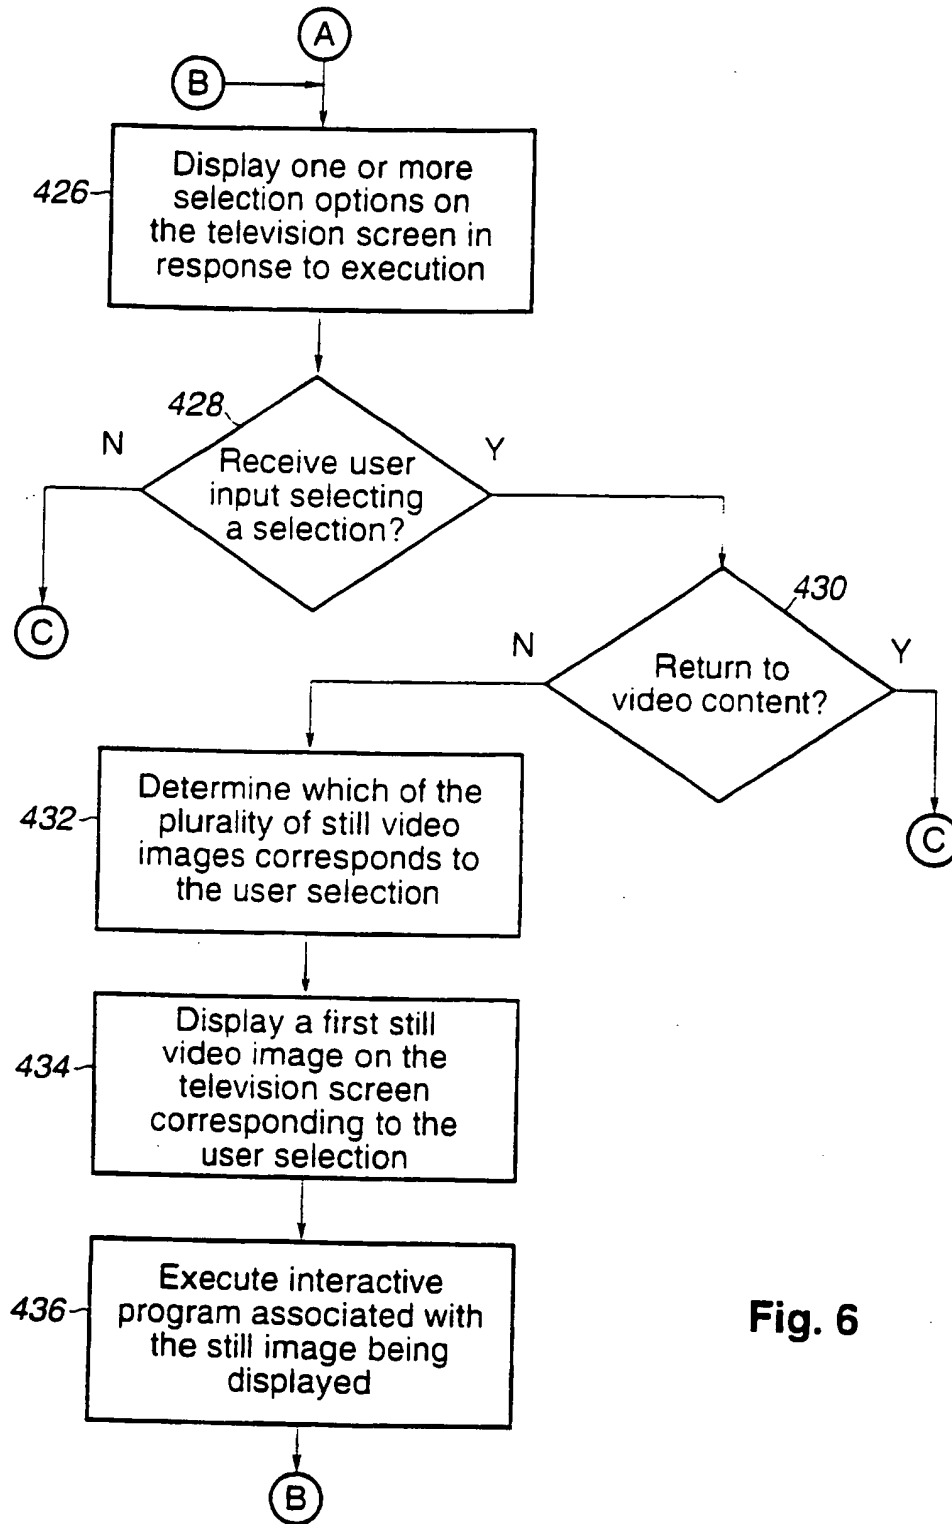 A
B
426
Display one or more
selection options on
the television screen in
response to execution
428
N
Y
Receive user
input selecting
a selection?
C
430
N
Y
Return to
video content?
C
432
Determine which of the
plurality of still video
images corresponds to
the user selection
434
Display a first still
video image on the
television screen
corresponding to the
user selection
436
Execute interactive
program associated with
the still image being
displayed
B
Fig. 6